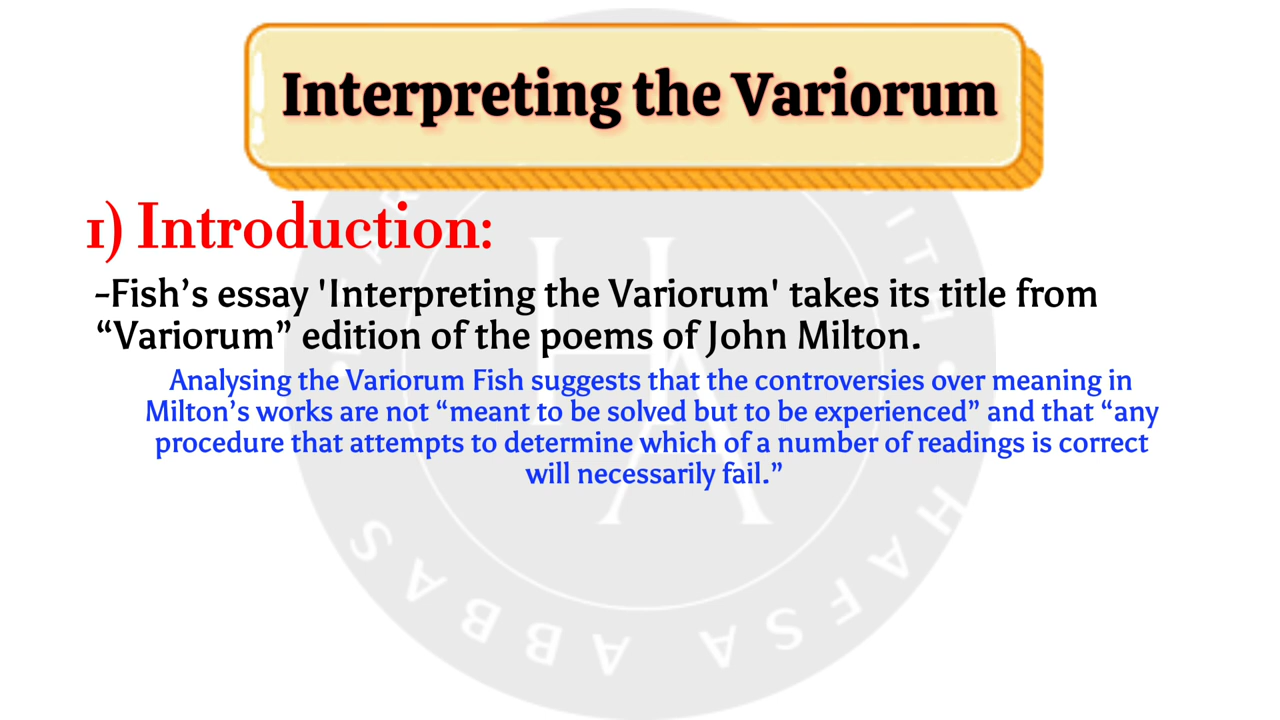 Interpreting the Variorum
1) Introduction:
-Fish’s essay 'Interpreting the Variorum' takes its title from
“Variorum” edition of the poems of John Milton.
Analysing the Variorum Fish suggests that the controversies over meaning in
Milton’s works are not “meant to be solved but to be experienced” and that “any
procedure that attempts to determine which of a number of readings is correct
will necessarily fail.”
HA
HAFSA ABBAS